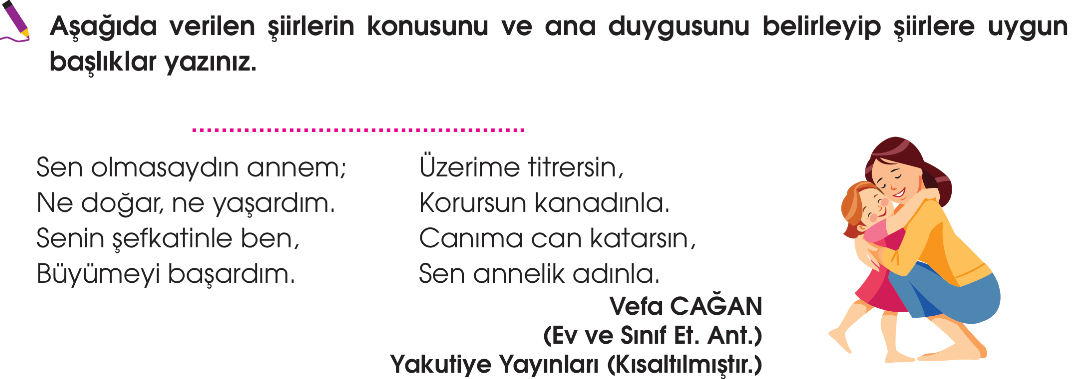 Aşağıda verilen şiirlerin konusunu ve ana duygusunu belirleyip şiirlere uygun
başlıklar yazınız.
.............................................
Sen olmasaydın annem;
Ne doğar, ne yaşardım.
Senin şefkatinle ben,
Büyümeyi başardım.
Üzerime titrersin,
Korursun kanadınla.
Canıma can katarsın,
Sen annelik adınla.
Vefa CAĞAN
(Ev ve Sınıf Et. Ant.)
Yakutiye Yayınları (Kısaltılmıştır.)